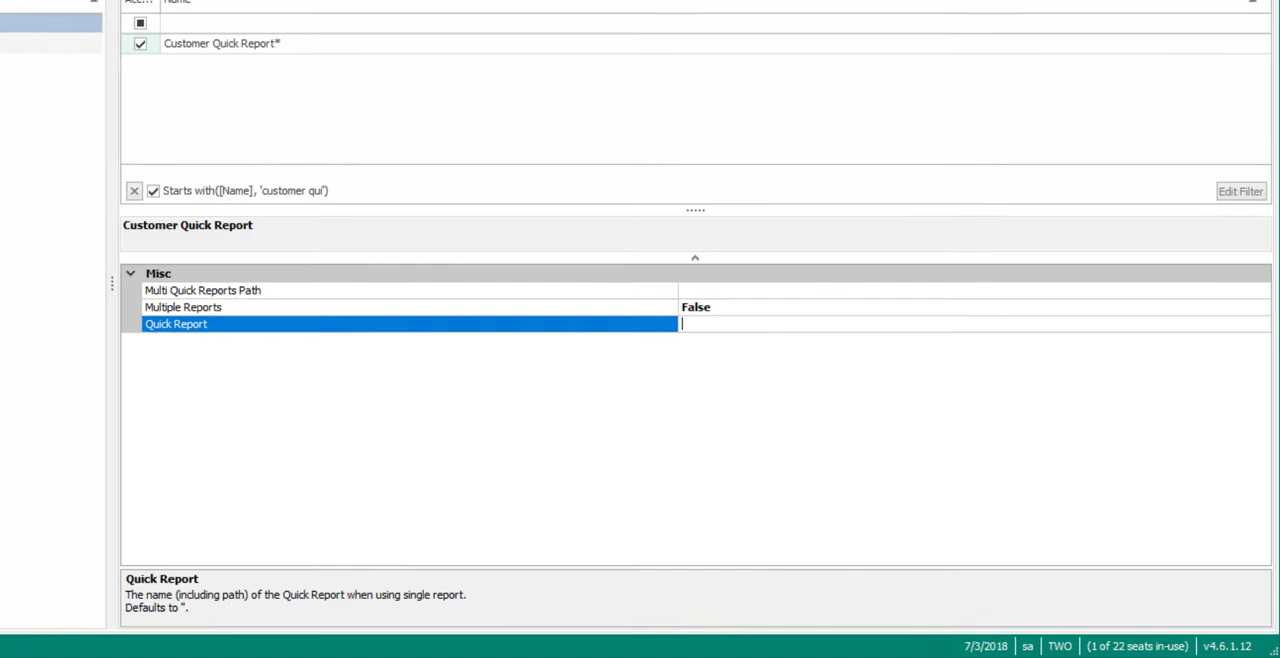 Acc... Name
Customer Quick Report*
Starts with([Name], 'customer qui')
Edit Filter
Customer Quick Report
Misc
Multi Quick Reports Path
Multiple Reports False
Quick Report
Quick Report
The name (including path) of the Quick Report when using single report.
Defaults to ''.
7/3/2018 sa TWO (1 of 22 seats in-use) v4.6.1.12